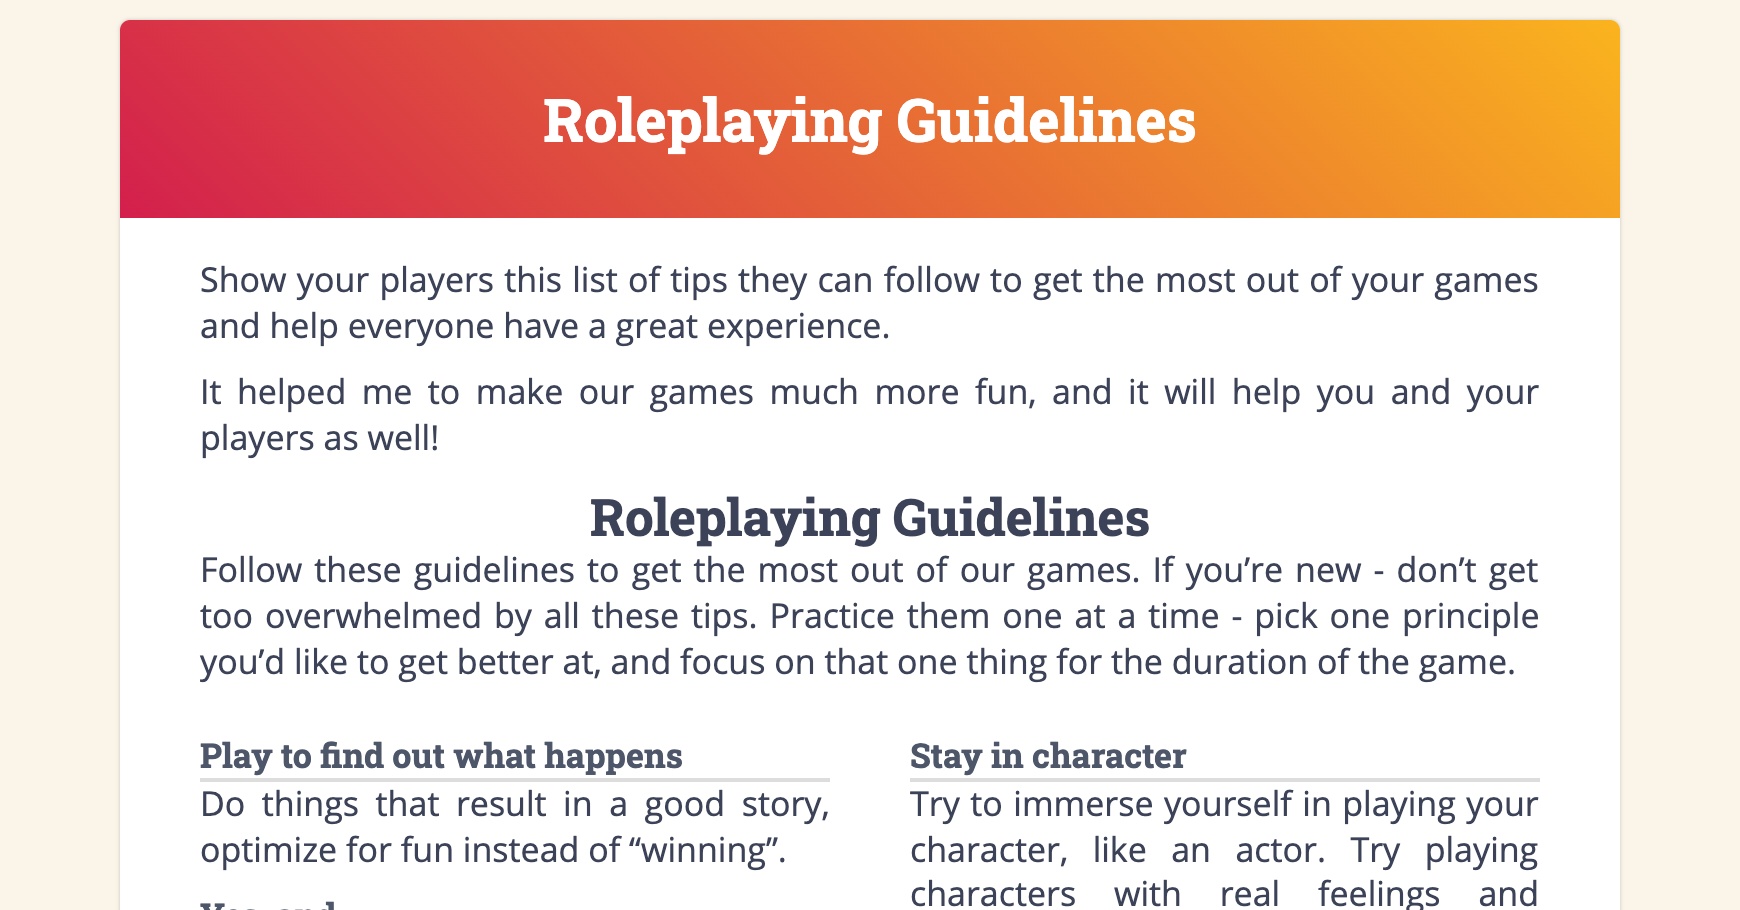 Roleplaying Guidelines
Show your players this list of tips they can follow to get the most out of your games
and help everyone have a great experience.
It helped me to make our games much more fun, and it will help you and your
players as well!
Roleplaying Guidelines
Follow these guidelines to get the most out of our games. If you’re new - don’t get
too overwhelmed by all these tips. Practice them one at a time - pick one principle
you’d like to get better at, and focus on that one thing for the duration of the game.
Play to find out what happens
Do things that result in a good story,
optimize for fun instead of “winning”.
Stay in character
Try to immerse yourself in playing your
character, like an actor. Try playing
characters with real feelings and